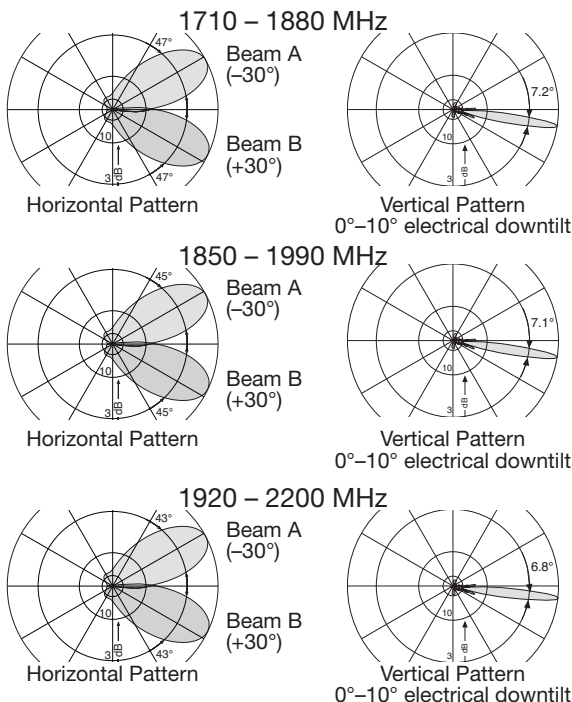 1710 – 1880 MHz
47°
Beam A
(–30°)
Beam B
(+30°)
10
3
dB
47°
Horizontal Pattern
7.2°
10
3
dB
Vertical Pattern
0°–10° electrical downtilt
1850 – 1990 MHz
45°
Beam A
(–30°)
Beam B
(+30°)
10
3
dB
45°
Horizontal Pattern
7.1°
10
3
dB
Vertical Pattern
0°–10° electrical downtilt
1920 – 2200 MHz
43°
Beam A
(–30°)
Beam B
(+30°)
10
3
dB
43°
Horizontal Pattern
6.8°
10
3
dB
Vertical Pattern
0°–10° electrical downtilt